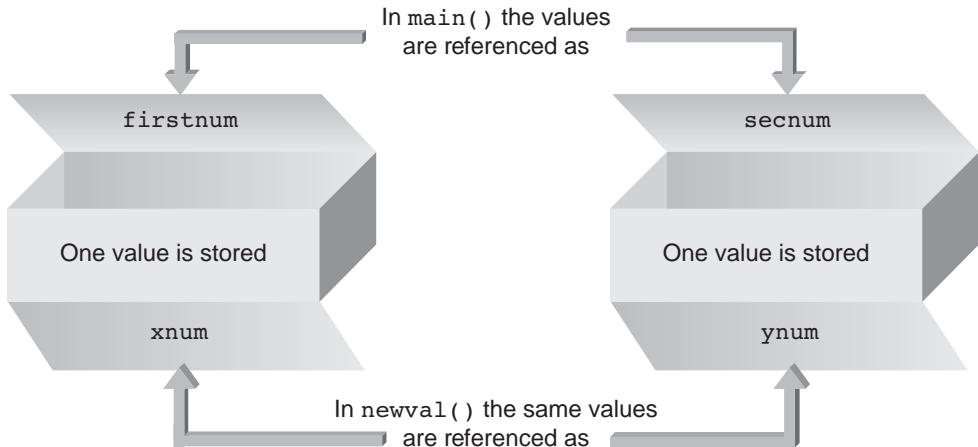 In main() the values
are referenced as
firstnum
secnum
One value is stored
One value is stored
xnum
ynum
In newval() the same values
are referenced as